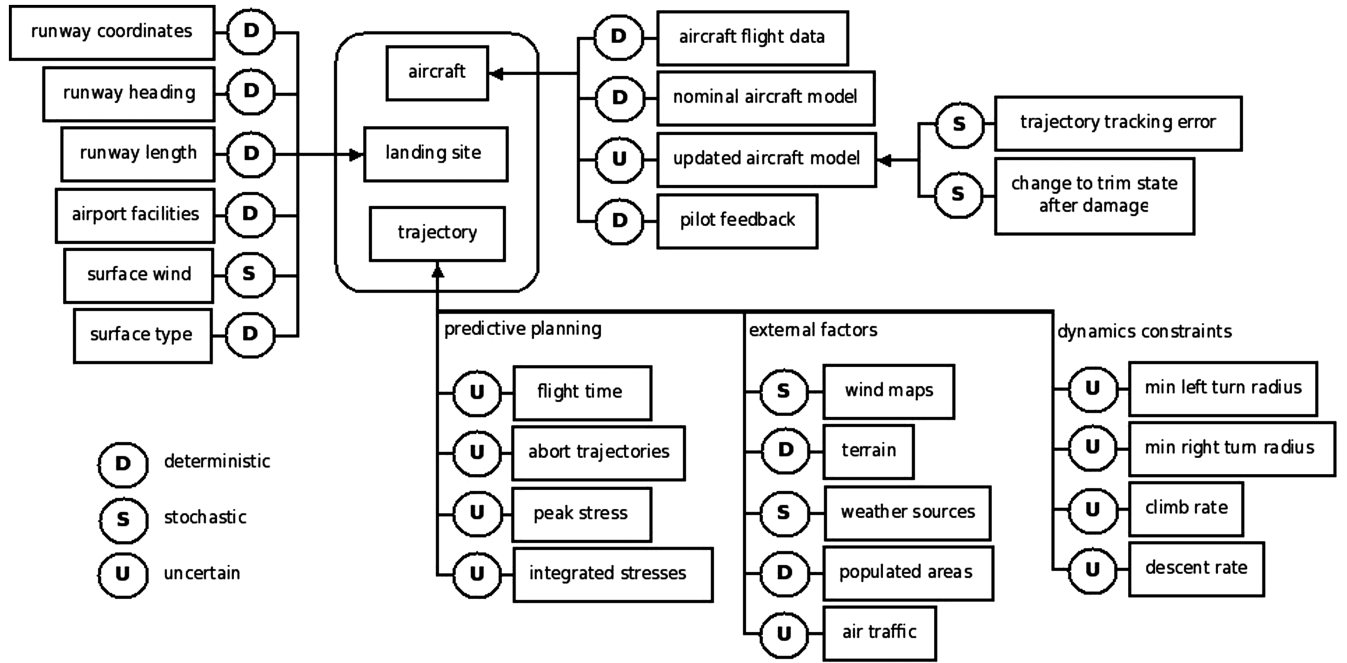 runway coordinates D
runway heading D
runway length D
airport facilities D
surface wind S
surface type D
aircraft
landing site
trajectory
D aircraft flight data
D nominal aircraft model
U updated aircraft model
D pilot feedback
S trajectory tracking error
S change to trim state
after damage
predictive planning
U flight time
U abort trajectories
U peak stress
U integrated stresses
external factors
S wind maps
D terrain
S weather sources
D populated areas
U air traffic
dynamics constraints
U min left turn radius
U min right turn radius
U climb rate
U descent rate
D deterministic
S stochastic
U uncertain